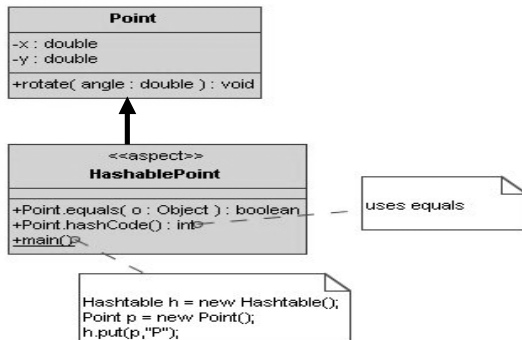 Point
-x : double
-y : double
+rotate( angle : double ) : void
<<aspect>>
HashablePoint
+Point.equals( o : Object ) : boolean
+Point.hashCode() : int
+main()
uses equals
Hashtable h = new Hashtable();
Point p = new Point();
h.put(p,"P");